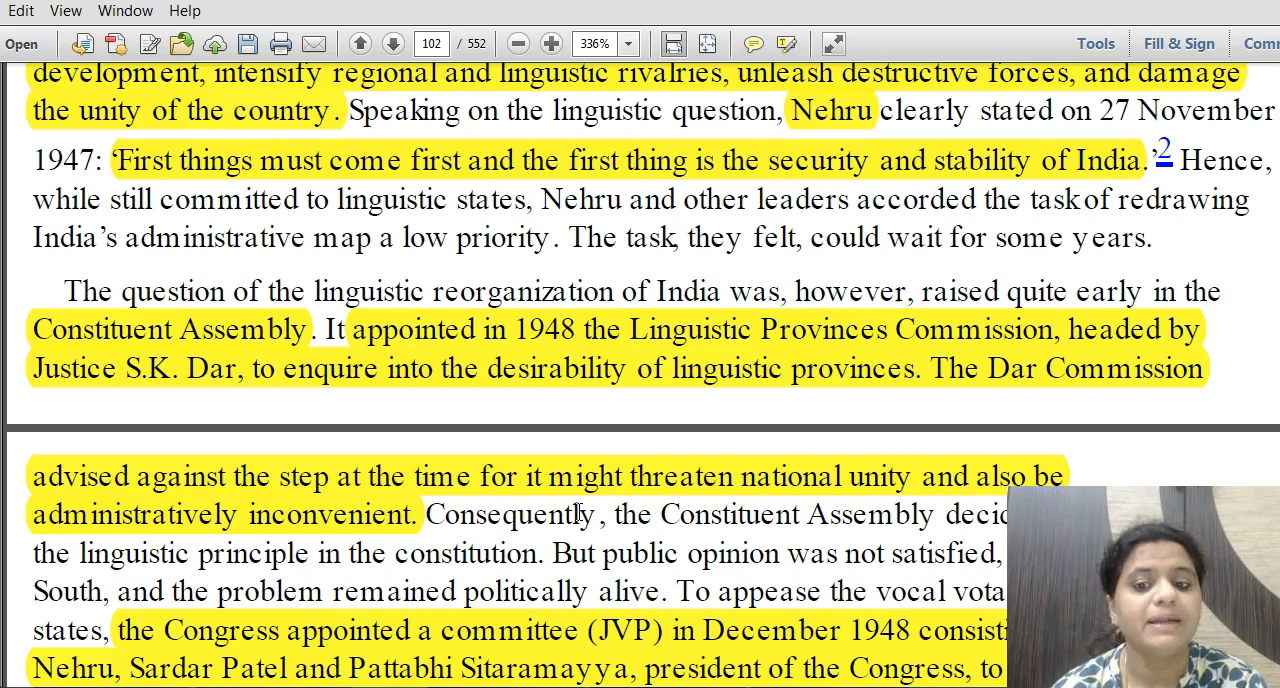 Edit View Window Help
Open 102 / 552 336% Tools Fill & Sign
development, intensify regional and linguistic rivalries, unleash destructive forces, and damage
the unity of the country. Speaking on the linguistic question, Nehru clearly stated on 27 November
1947: ‘First things must come first and the first thing is the security and stability of India.’2 Hence,
while still committed to linguistic states, Nehru and other leaders accorded the task of redrawing
India’s administrative map a low priority. The task, they felt, could wait for some years.
The question of the linguistic reorganization of India was, however, raised quite early in the
Constituent Assembly. It appointed in 1948 the Linguistic Provinces Commission, headed by
Justice S.K. Dar, to enquire into the desirability of linguistic provinces. The Dar Commission
advised against the step at the time for it might threaten national unity and also be
administratively inconvenient. Consequently, the Constituent Assembly
the linguistic principle in the constitution. But public opinion was not satisfied,
South, and the problem remained politically alive. To appease the vocal
states, the Congress appointed a committee (JVP) in December 1948
Nehru, Sardar Patel and Pattabhi Sitaramayya, president of the Congress, to